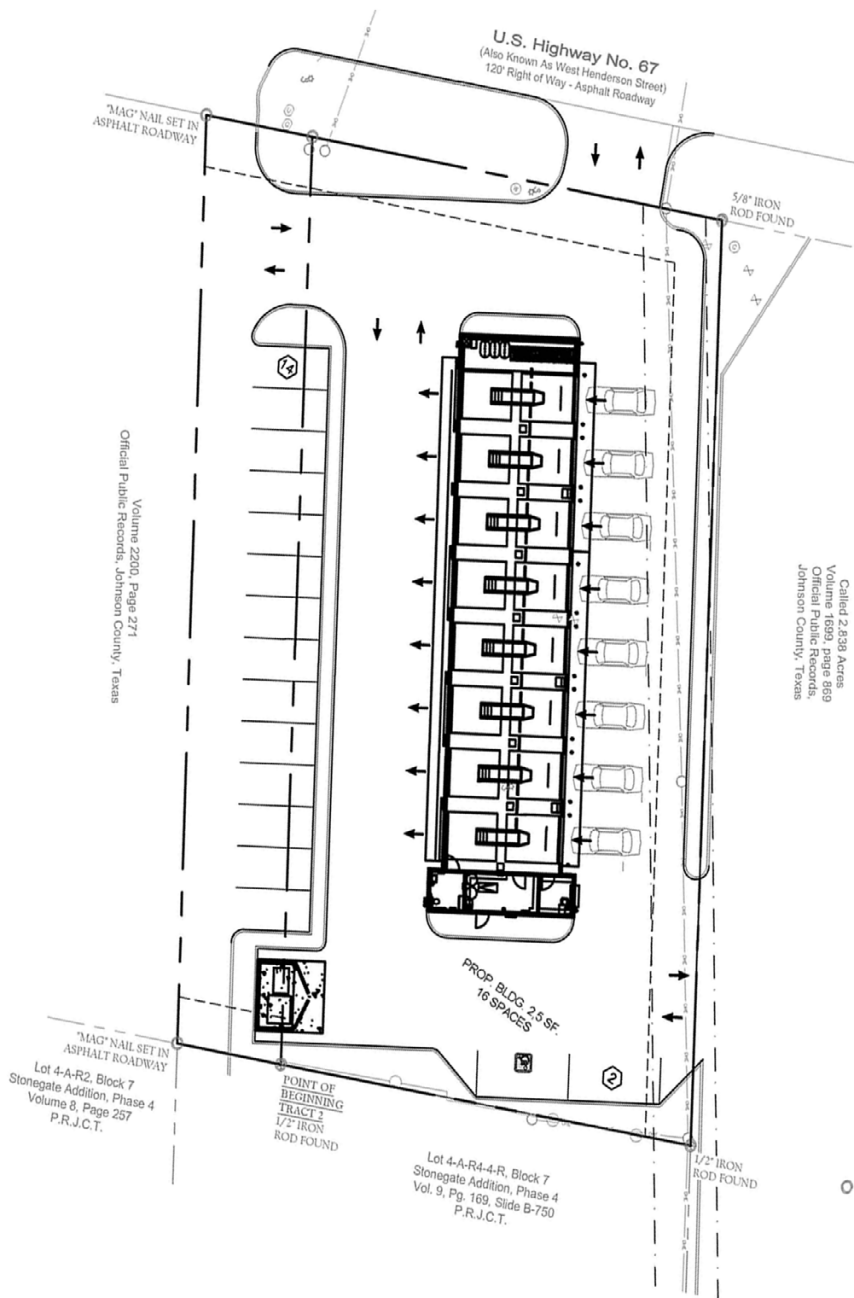 U.S. Highway No. 67
(Also Known As West Henderson Street)
120' Right of Way - Asphalt Roadway
"MAG" NAIL SET IN
ASPHALT ROADWAY
5/8" IRON
ROD FOUND
14
Volume 2200, Page 271
Official Public Records, Johnson County, Texas
Called 2.838 Acres
Volume 1699, page 869
Official Public Records,
Johnson County, Texas
PROP. BLDG. 2,5 SF.
16 SPACES
2
"MAG" NAIL SET IN
ASPHALT ROADWAY
Lot 4-A-R2, Block 7
Stonegate Addition, Phase 4
Volume 8, Page 257
P.R.J.C.T.
POINT OF
BEGINNING
TRACT 2
1/2" IRON
ROD FOUND
Lot 4-A-R4-4-R, Block 7
Stonegate Addition, Phase 4
Vol. 9, Pg. 169, Slide B-750
P.R.J.C.T.
1/2" IRON
ROD FOUND